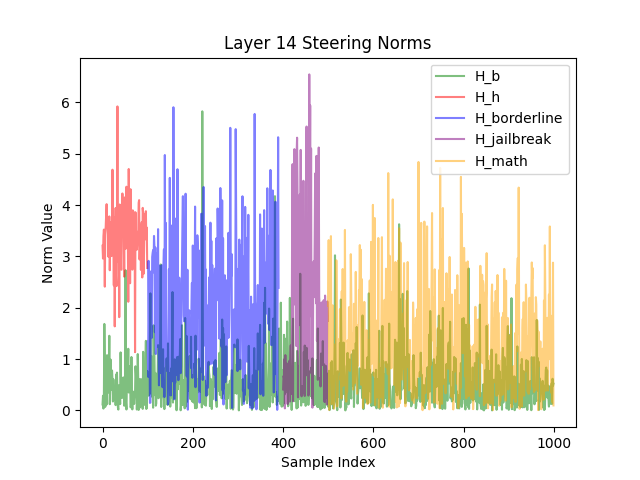 Layer 14 Steering Norms
H_b
H_h
H_borderline
H_jailbreak
H_math
Norm Value
6
5
4
3
2
1
0
0 200 400 600 800 1000
Sample Index